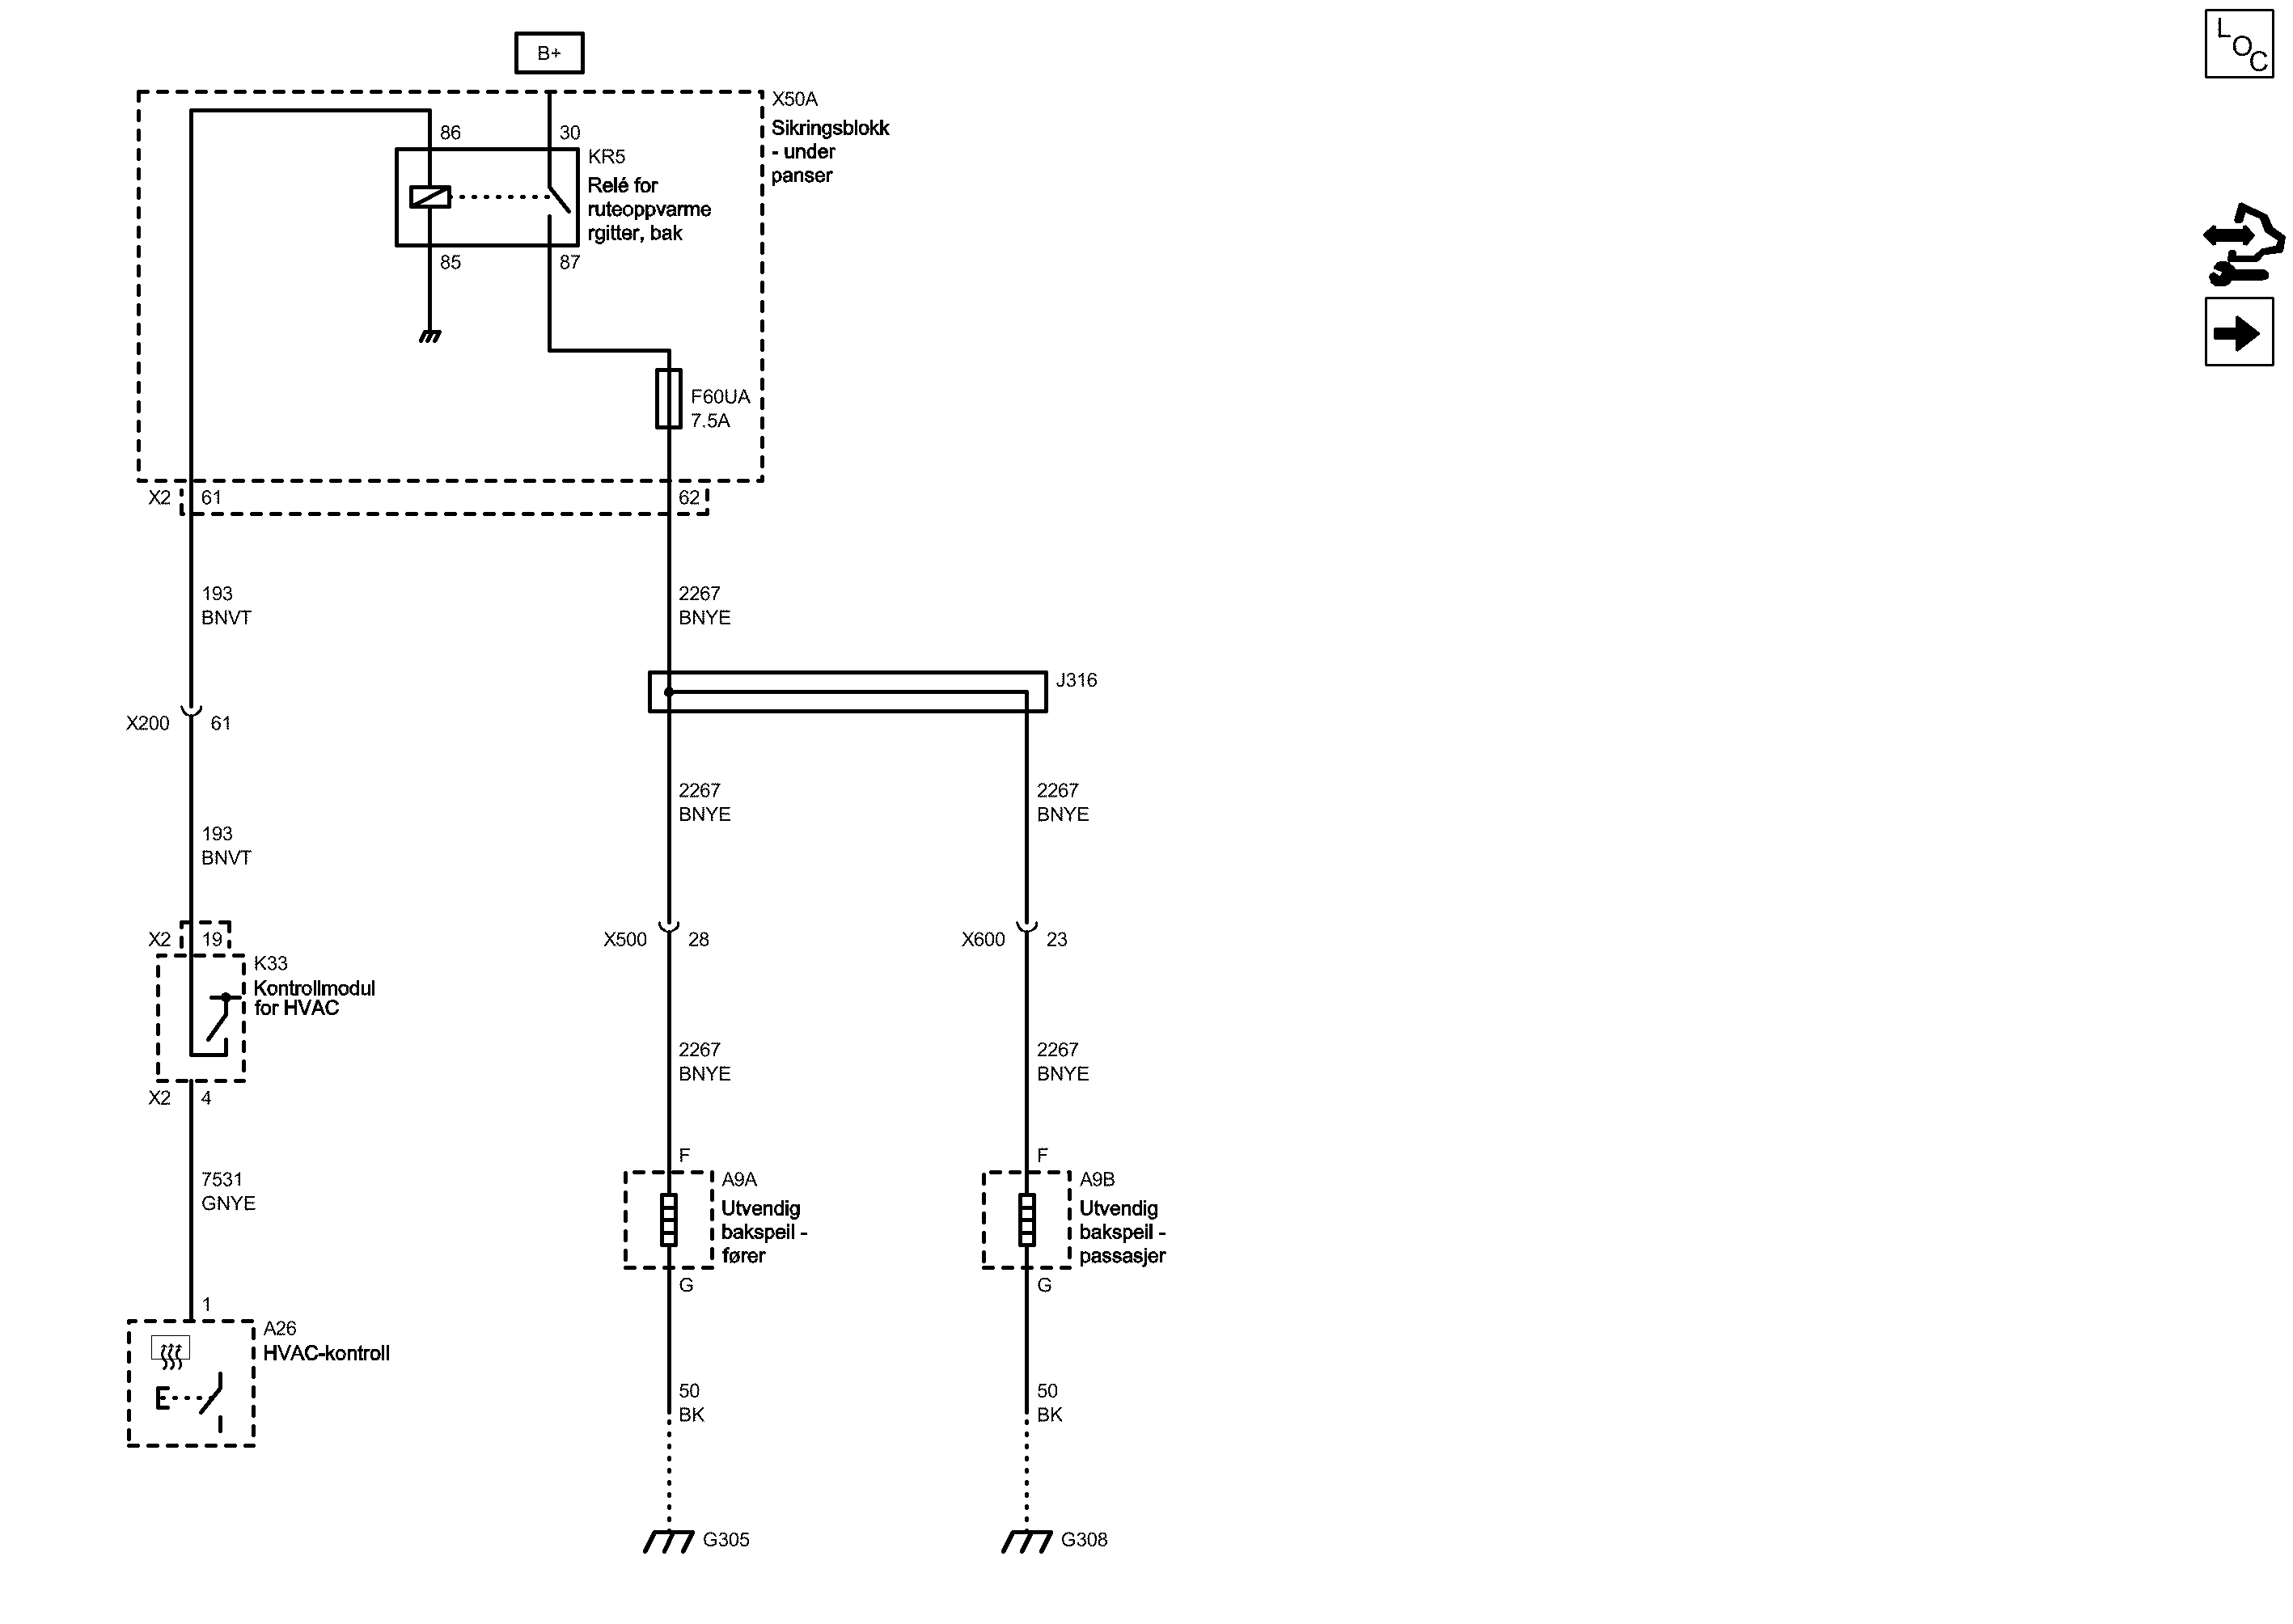 B+
LOC
X50A
Sikringsblokk
- under
panser
86
30
KR5
Relé for
ruteoppvarme
rgitter, bak
85
87
F60UA
7.5A
X2
61
62
193
BNVT
2267
BNYE
J316
X200
61
2267
BNYE
2267
BNYE
193
BNVT
X2
19
X500
28
X600
23
K33
Kontrollmodul
for HVAC
2267
BNYE
2267
BNYE
X2
4
F
F
7531
GNYE
A9A
Utvendig
bakspeil -
fører
A9B
Utvendig
bakspeil -
passasjer
G
G
1
A26
HVAC-kontroll
50
BK
50
BK
G305
G308